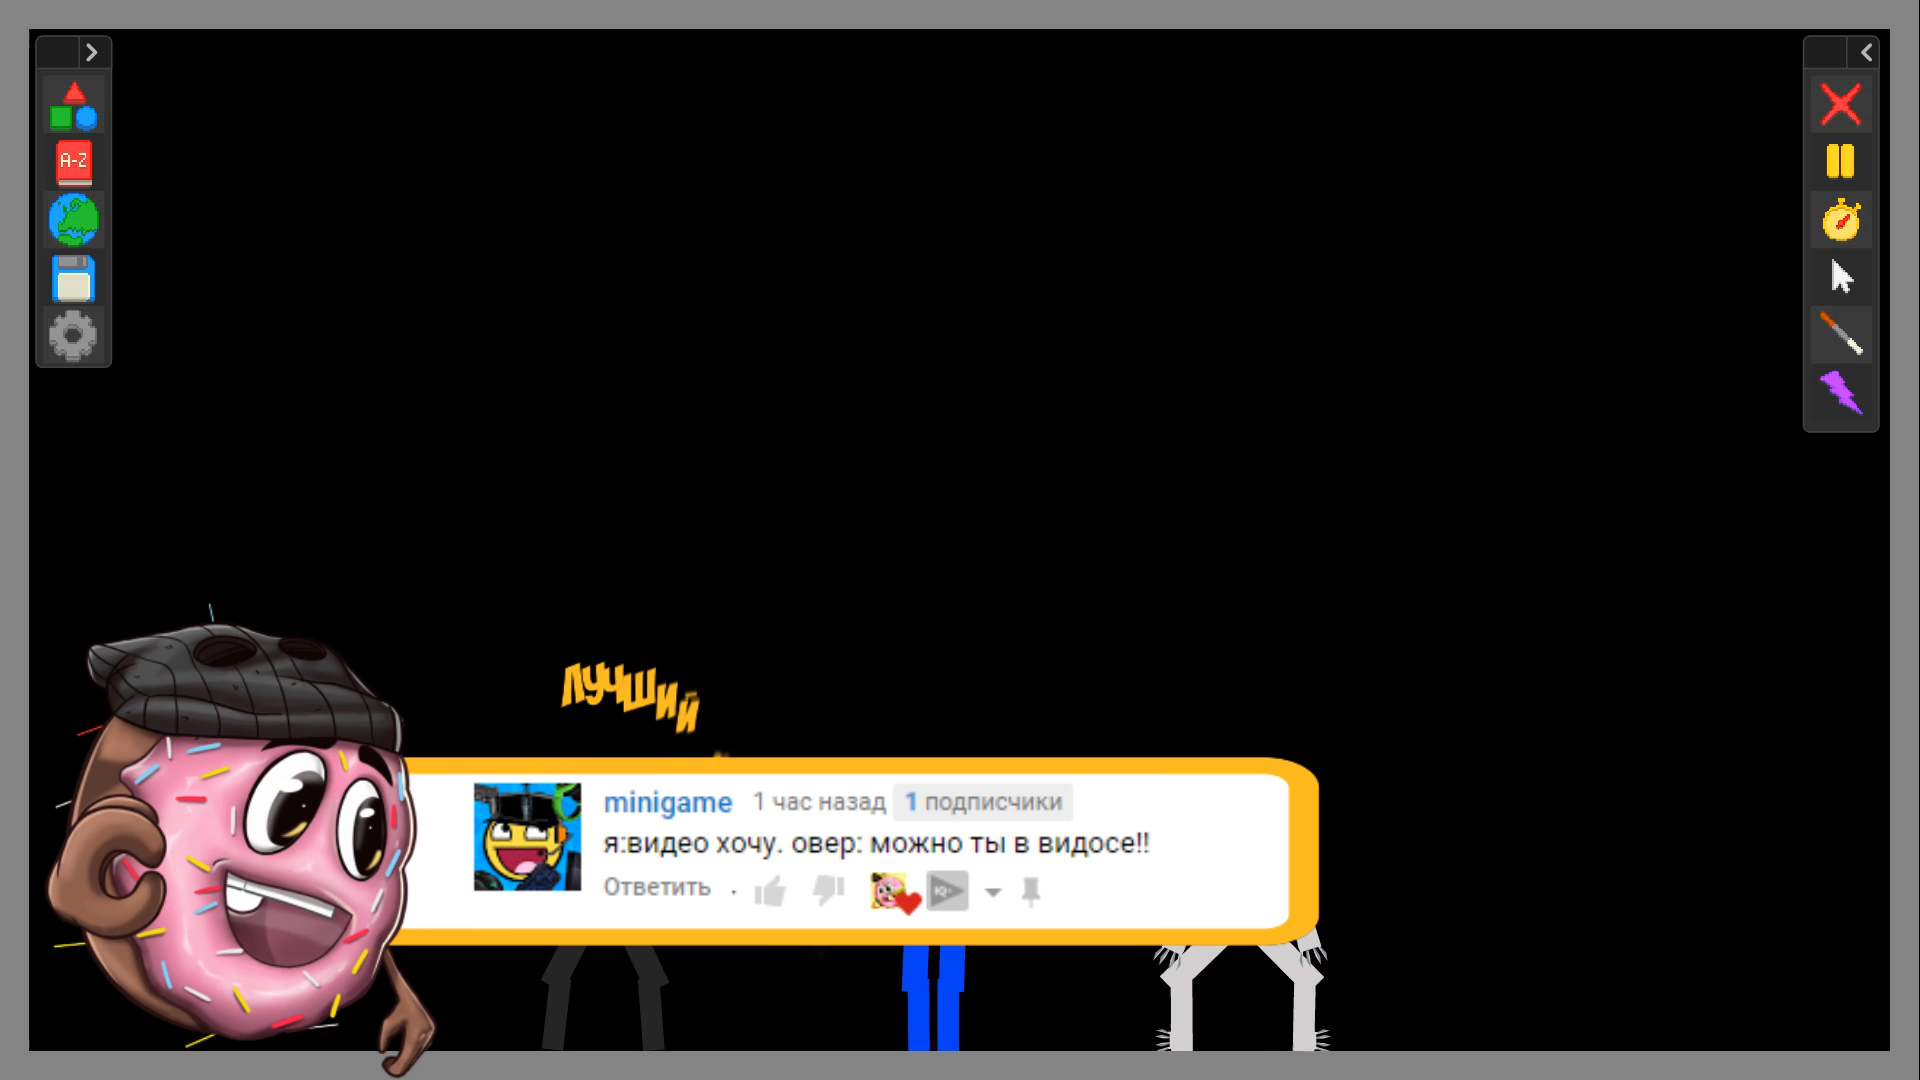 A-Z
лучший
minigame 1 час назад 1 подписчики
я:видео хочу. овер: можно ты в видосе!!
Ответить .